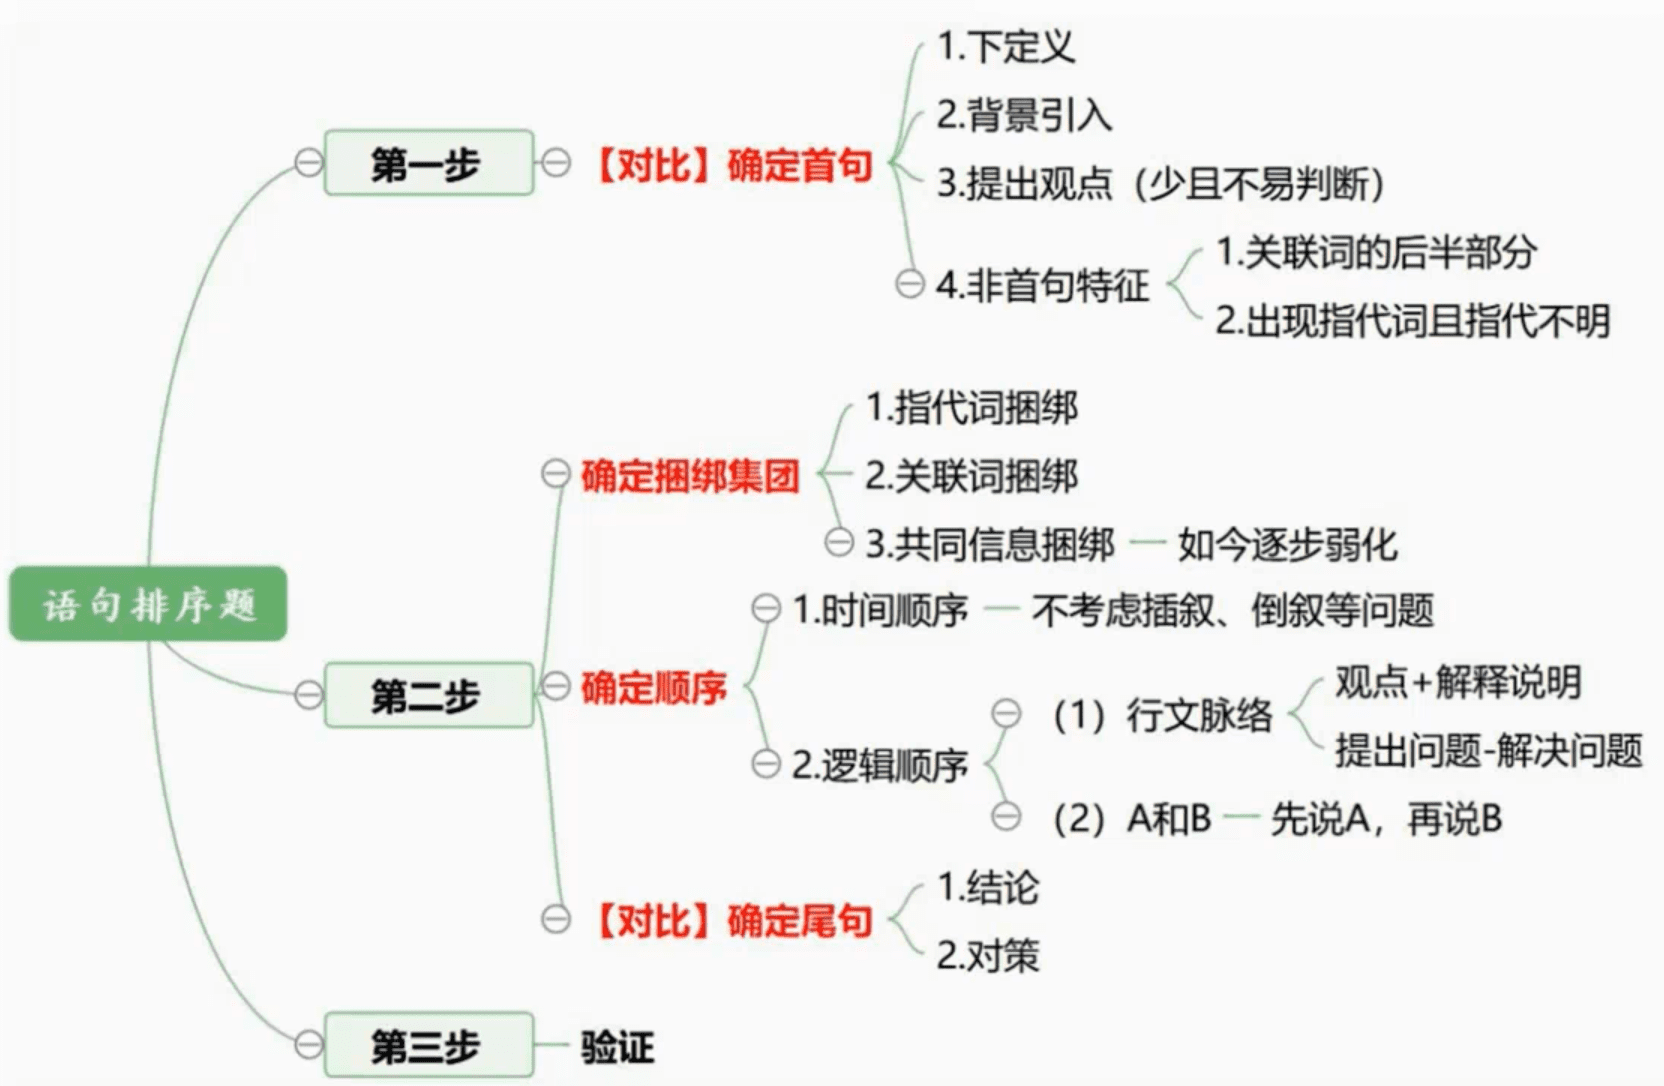 语句排序题
第一步
【对比】确定首句
1.下定义
2.背景引入
3.提出观点（少且不易判断）
4.非首句特征
1.关联词的后半部分
2.出现指代词且指代不明
第二步
确定捆绑集团
1.指代词捆绑
2.关联词捆绑
3.共同信息捆绑
如今逐步弱化
确定顺序
1.时间顺序
不考虑插叙、倒叙等问题
2.逻辑顺序
（1）行文脉络
观点+解释说明
提出问题-解决问题
（2）A和B
先说A，再说B
【对比】确定尾句
1.结论
2.对策
第三步
验证